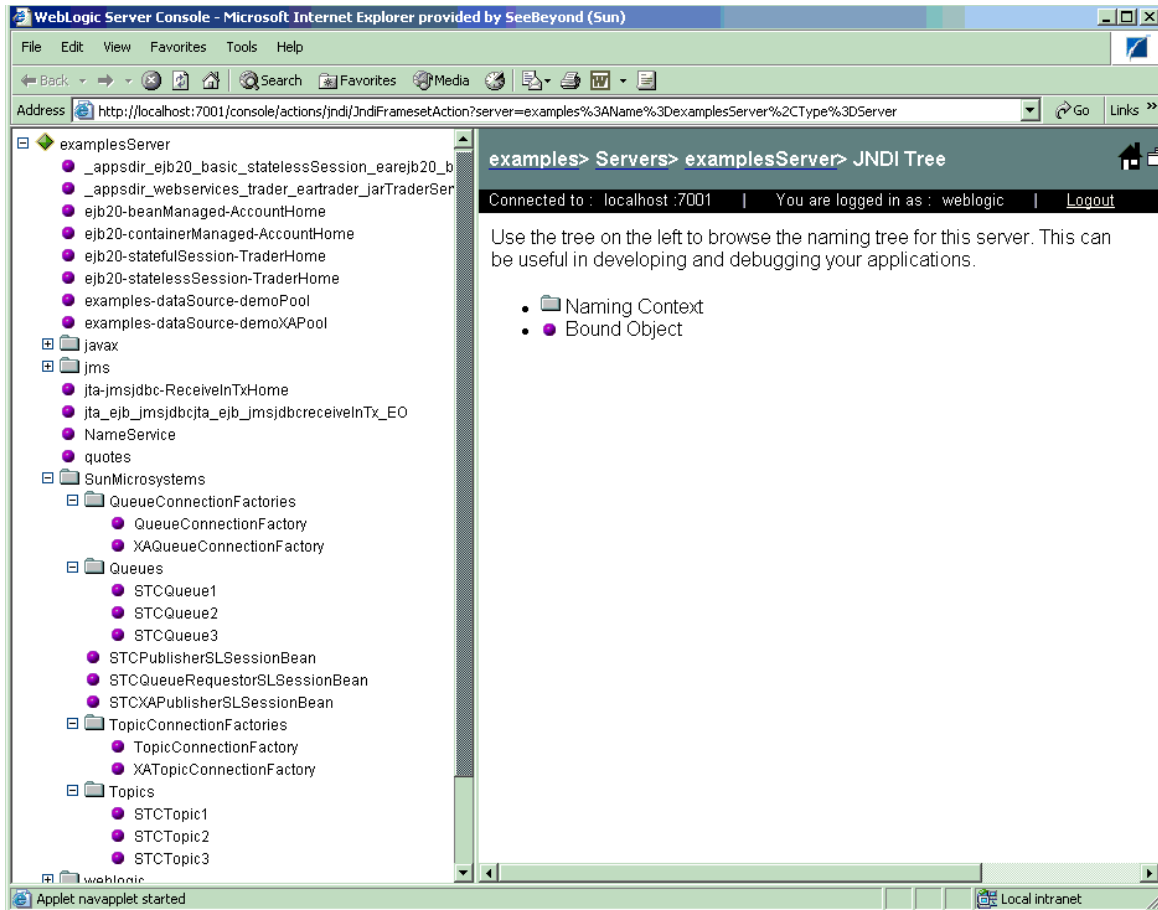 WebLogic Server Console - Microsoft Internet Explorer provided by SeeBeyond (Sun)
File Edit View Favorites Tools Help
Back Search Favorites Media
Address http://localhost:7001/console/actions/jndi/JndiFramesetAction?server=examples%3AName%3DexamplesServer%2CType%3DServer Go Links »
examplesServer
_appsdir_ejb20_basic_statelessSession_earejb20_b
_appsdir_webservices_trader_eartrader_jarTraderSer
ejb20-beanManaged-AccountHome
ejb20-containerManaged-AccountHome
ejb20-statefulSession-TraderHome
ejb20-statelessSession-TraderHome
examples-dataSource-demoPool
examples-dataSource-demoXAPool
javax
jms
jta-jmsjdbc-ReceiveInTxHome
jta_ejb_jmsjdbcjta_ejb_jmsjdbcreceiveInTx_EO
NameService
quotes
SunMicrosystems
QueueConnectionFactories
QueueConnectionFactory
XAQueueConnectionFactory
Queues
STCQueue1
STCQueue2
STCQueue3
STCPublisherSLSessionBean
STCQueueRequestorSLSessionBean
STCXAPublisherSLSessionBean
TopicConnectionFactories
TopicConnectionFactory
XATopicConnectionFactory
Topics
STCTopic1
STCTopic2
STCTopic3
weblogic
examples> Servers> examplesServer> JNDI Tree
Connected to : localhost :7001 | You are logged in as : weblogic | Logout
Use the tree on the left to browse the naming tree for this server. This can
be useful in developing and debugging your applications.
Naming Context
Bound Object
Applet navapplet started
Local intranet